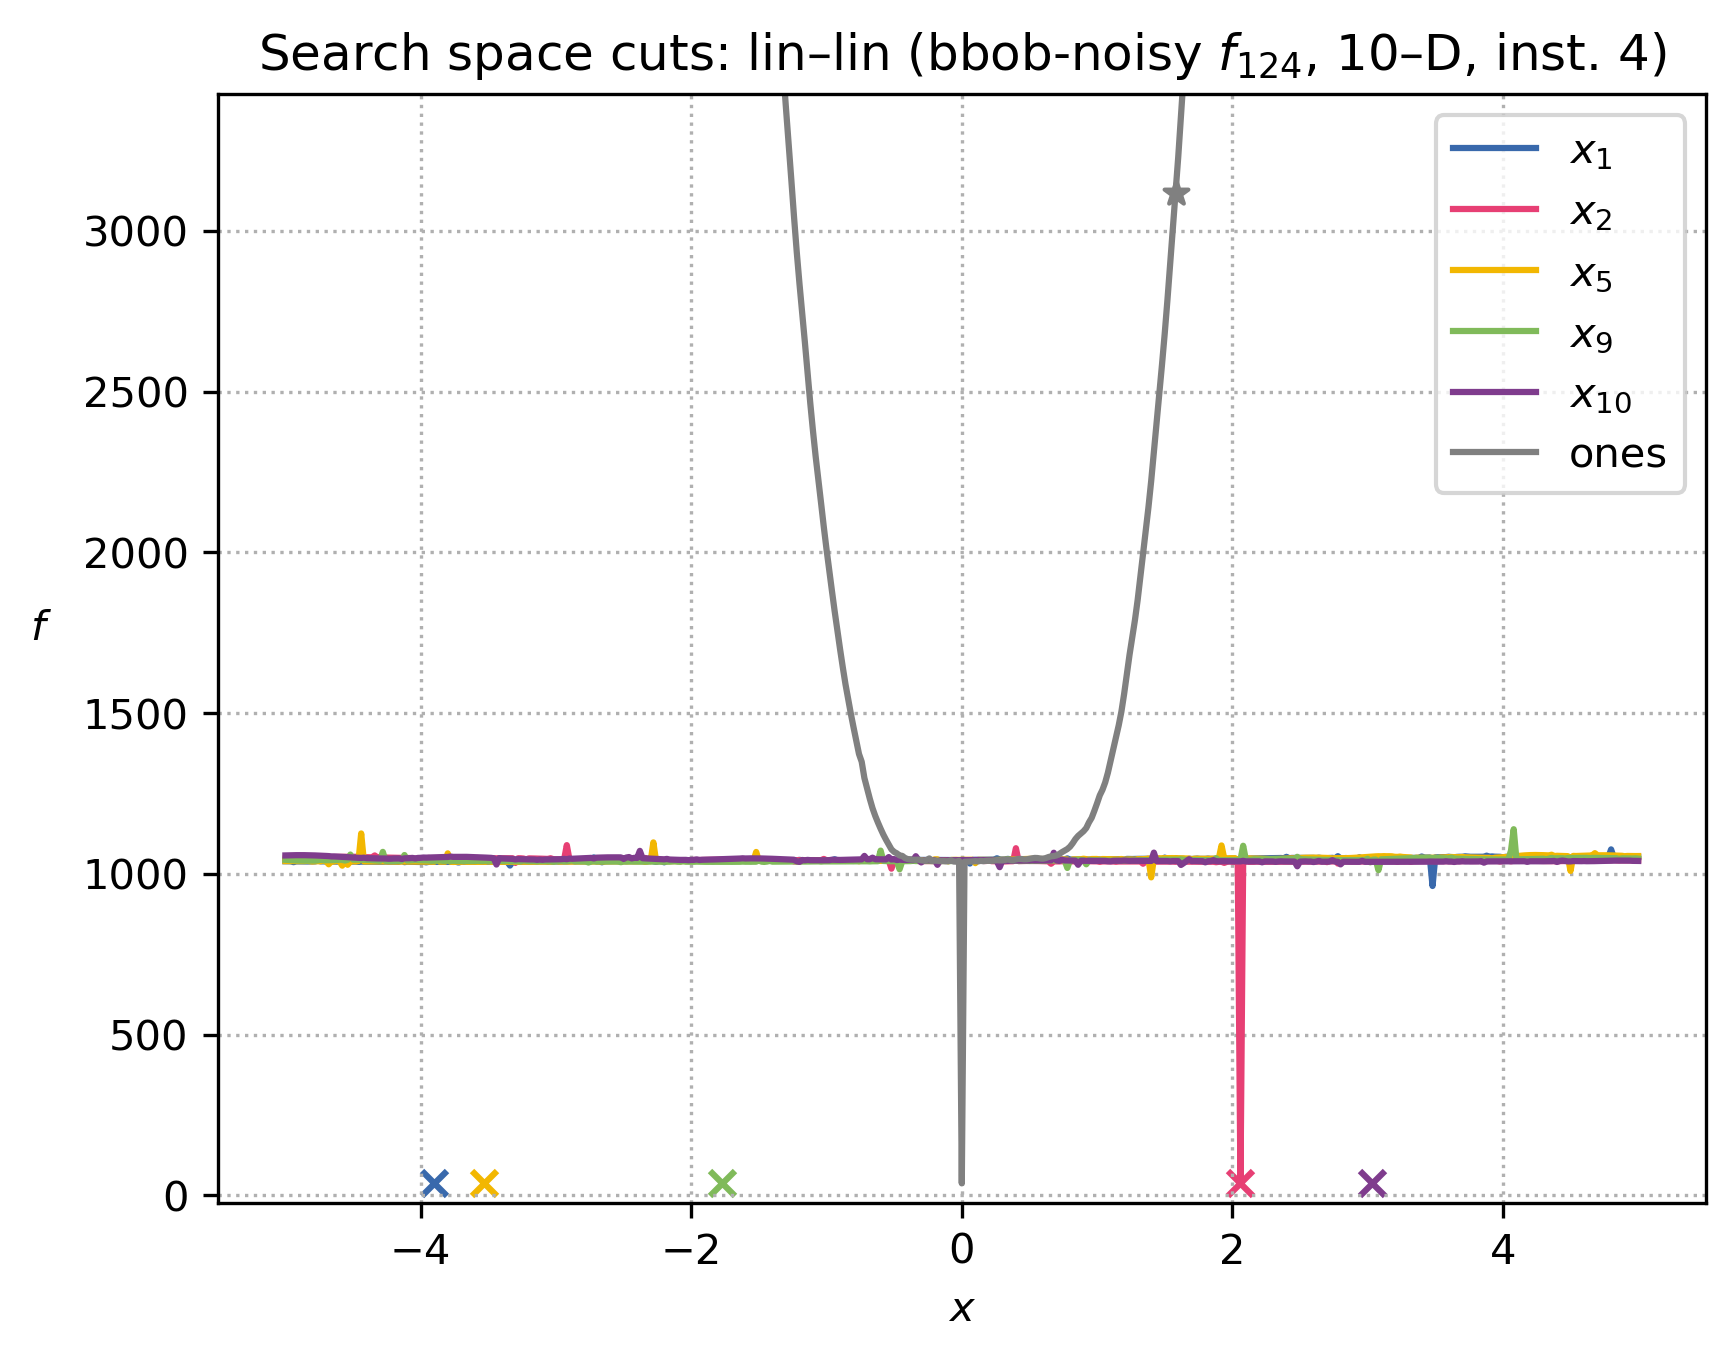 Search space cuts: lin–lin (bbob-noisy f₁₂₄, 10–D, inst. 4)
x₁
x₂
x₅
x₉
x₁₀
ones
3000
2500
2000
1500
1000
500
0
f
−4
−2
0
2
4
x